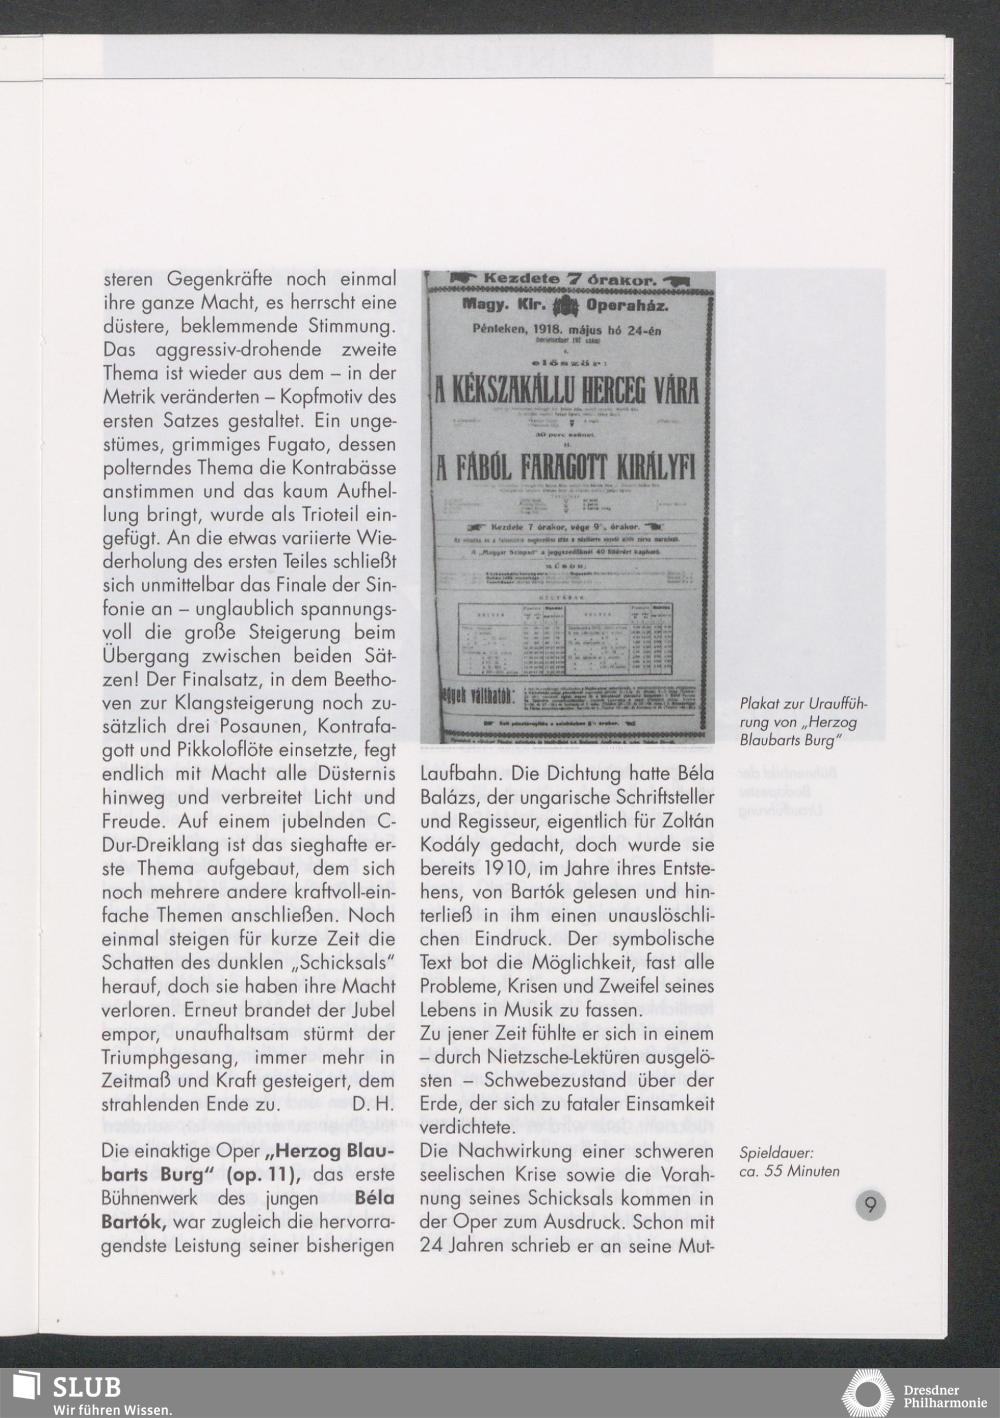 steren Gegenkräfte noch einmal
ihre ganze Macht, es herrscht eine
düstere, beklemmende Stimmung.
Das aggressiv-drohende zweite
Thema ist wieder aus dem – in der
Metrik veränderten – Kopfmotiv des
ersten Satzes gestaltet. Ein unge-
stümes, grimmiges Fugato, dessen
polterndes Thema die Kontrabässe
anstimmen und das kaum Aufhel-
lung bringt, wurde als Trioteil ein-
gefügt. An die etwas variierte Wie-
derholung des ersten Teiles schließt
sich unmittelbar das Finale der Sin-
fonie an – unglaublich spannungs-
voll die große Steigerung beim
Übergang zwischen beiden Sät-
zen! Der Finalsatz, in dem Beetho-
ven zur Klangsteigerung noch zu-
sätzlich drei Posaunen, Kontrafa-
gott und Pikkoloflöte einsetzte, fegt
endlich mit Macht alle Düsternis
hinweg und verbreitet Licht und
Freude. Auf einem jubelnden C-
Dur-Dreiklang ist das sieghafte er-
ste Thema aufgebaut, dem sich
noch mehrere andere kraftvoll-ein-
fache Themen anschließen. Noch
einmal steigen für kurze Zeit die
Schatten des dunklen „Schicksals“
herauf, doch sie haben ihre Macht
verloren. Erneut brandet der Jubel
empor, unaufhaltsam stürmt der
Triumphgesang, immer mehr in
Zeitmaß und Kraft gesteigert, dem
strahlenden Ende zu. D. H.
Die einaktige Oper „Herzog Blau-
barts Burg“ (op. 11), das erste
Bühnenwerk des jungen Béla
Bartók, war zugleich die hervorra-
gendste Leistung seiner bisherigen
Kezdete 7 órakor.
Magy. Kir. Operaház.
Pénteken, 1918. május hó 24-én
először:
A KÉKSZAKÁLLU HERCEG VÁRA
30 perc szünet.
II.
A FÁBÓL FARAGOTT KIRÁLYFI
Kezdete 7 órakor, vége 9½ órakor.
A „Magyar Színpad“ a jegyszedőknél 40 fillérért kapható.
MŰSOR:
HELYÁRAK
egyek válthatók:
Plakat zur Urauffüh-
rung von „Herzog
Blaubarts Burg“
Laufbahn. Die Dichtung hatte Béla
Balázs, der ungarische Schriftsteller
und Regisseur, eigentlich für Zoltán
Kodály gedacht, doch wurde sie
bereits 1910, im Jahre ihres Entste-
hens, von Bartók gelesen und hin-
terließ in ihm einen unauslöschli-
chen Eindruck. Der symbolische
Text bot die Möglichkeit, fast alle
Probleme, Krisen und Zweifel seines
Lebens in Musik zu fassen.
Zu jener Zeit fühlte er sich in einem
– durch Nietzsche-Lektüren ausgelö-
sten – Schwebezustand über der
Erde, der sich zu fataler Einsamkeit
verdichtete.
Die Nachwirkung einer schweren
seelischen Krise sowie die Vorah-
nung seines Schicksals kommen in
der Oper zum Ausdruck. Schon mit
24 Jahren schrieb er an seine Mut-
Spieldauer:
ca. 55 Minuten
9
SLUB
Wir führen Wissen.
Dresdner
Philharmonie